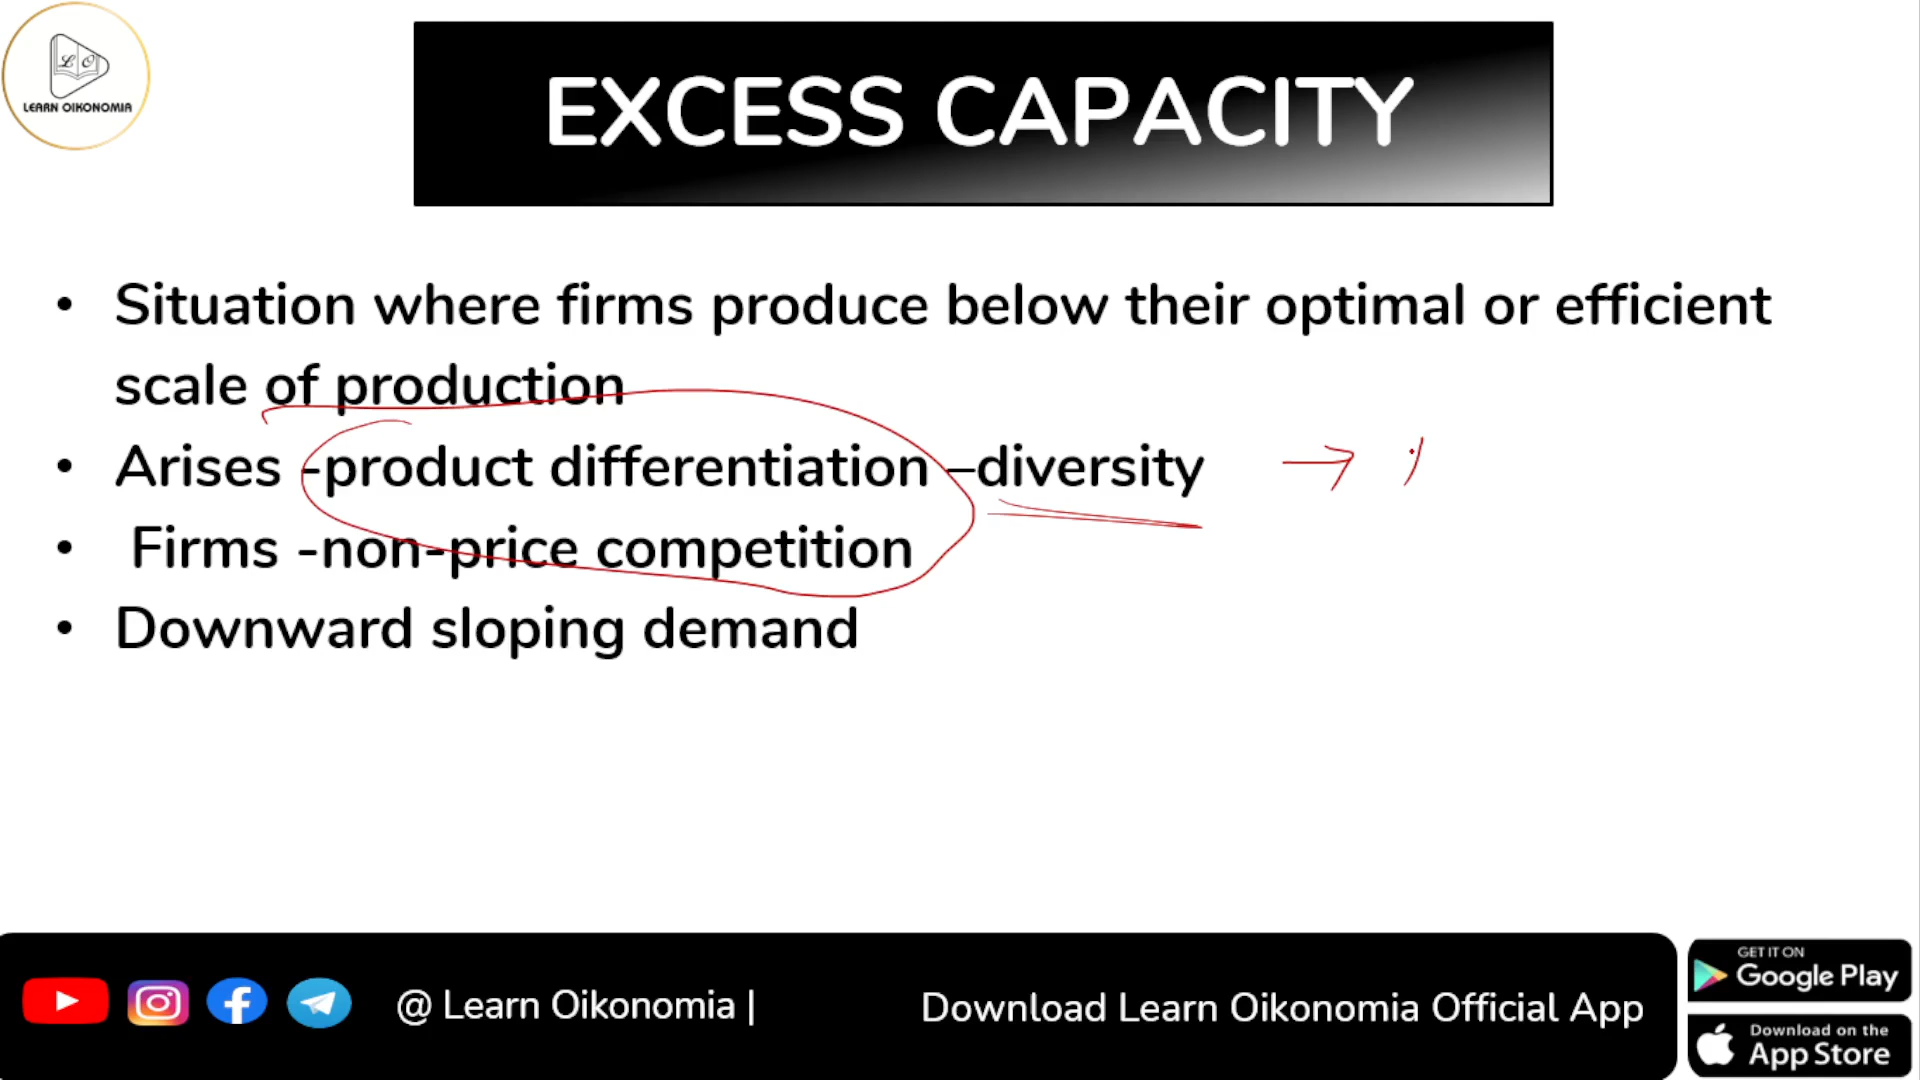 L O
LEARN OIKONOMIA
EXCESS CAPACITY
• Situation where firms produce below their optimal or efficient
scale of production
• Arises -product differentiation –diversity →
• Firms -non-price competition
• Downward sloping demand
@ Learn Oikonomia |
Download Learn Oikonomia Official App
GET IT ON
Google Play
Download on the
App Store